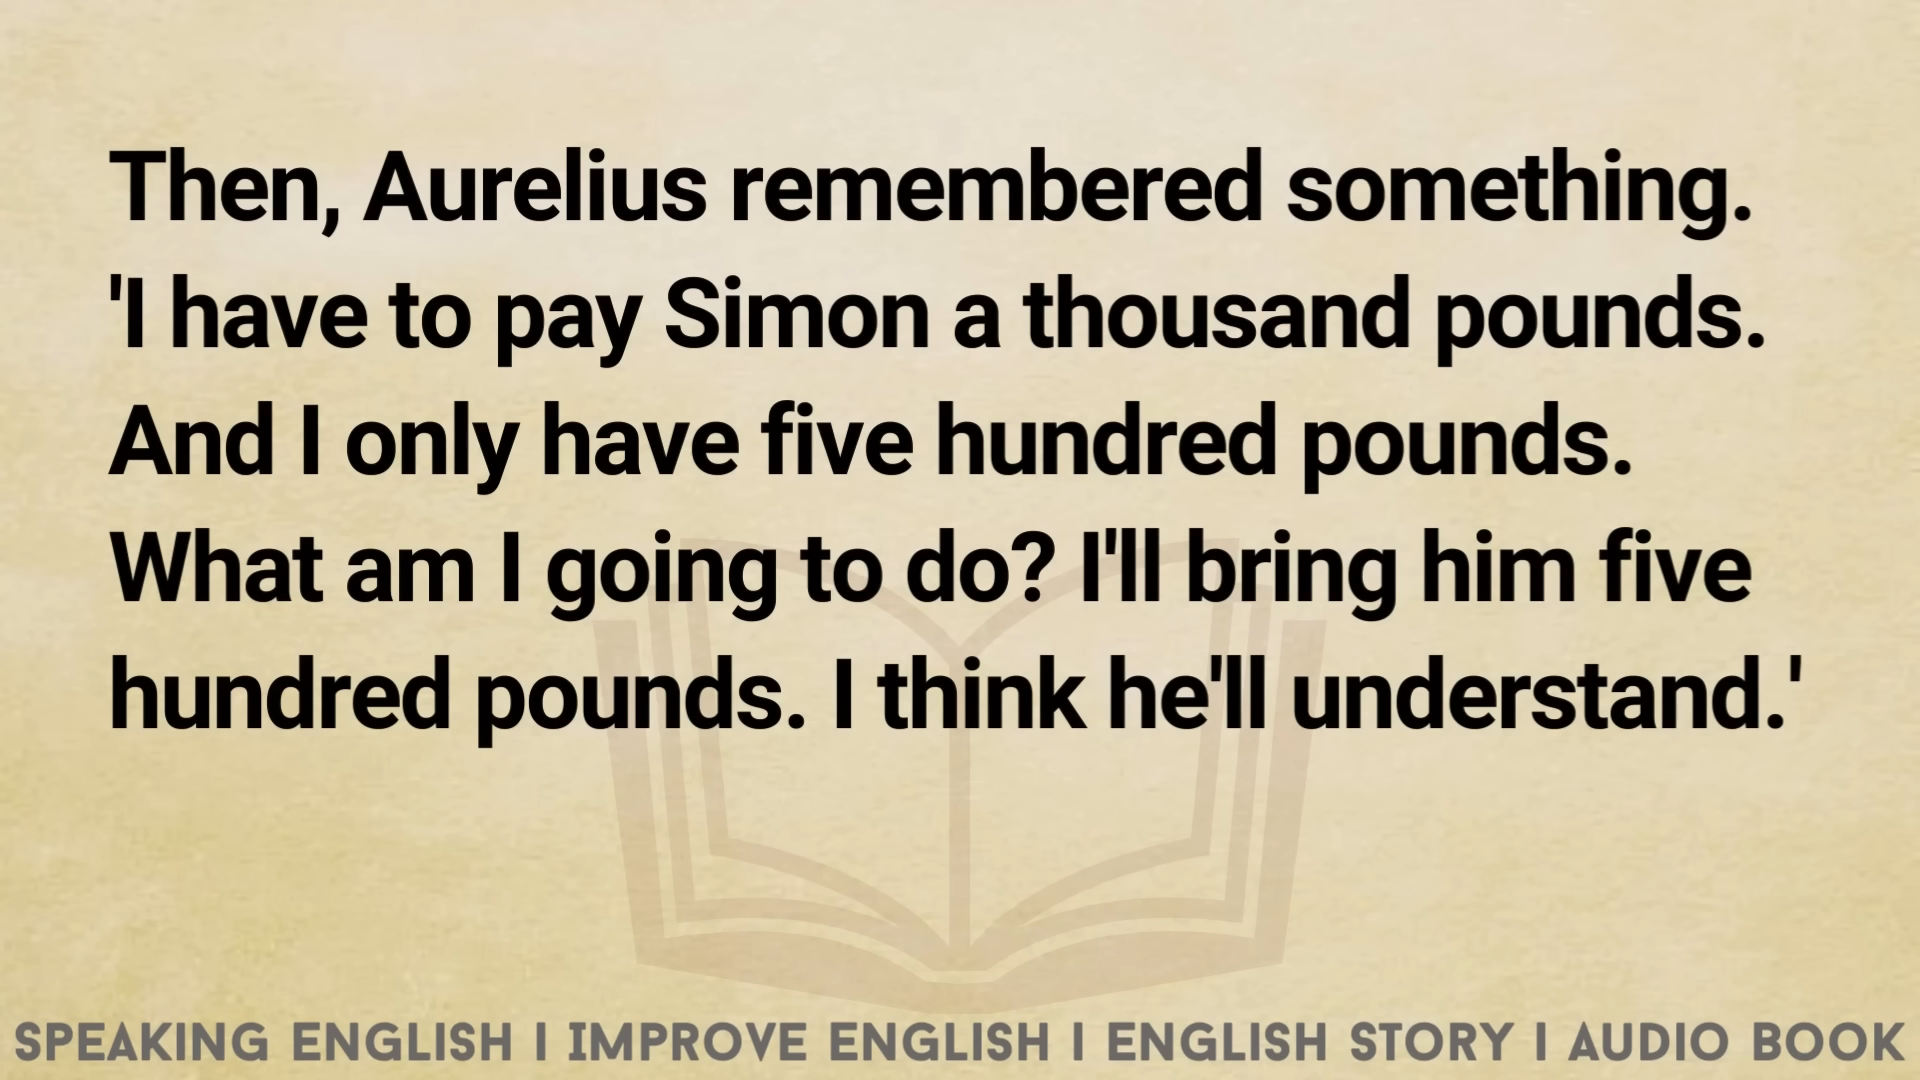 Then, Aurelius remembered something.
'I have to pay Simon a thousand pounds.
And I only have five hundred pounds.
What am I going to do? I'll bring him five
hundred pounds. I think he'll understand.'
SPEAKING ENGLISH I IMPROVE ENGLISH I ENGLISH STORY I AUDIO BOOK